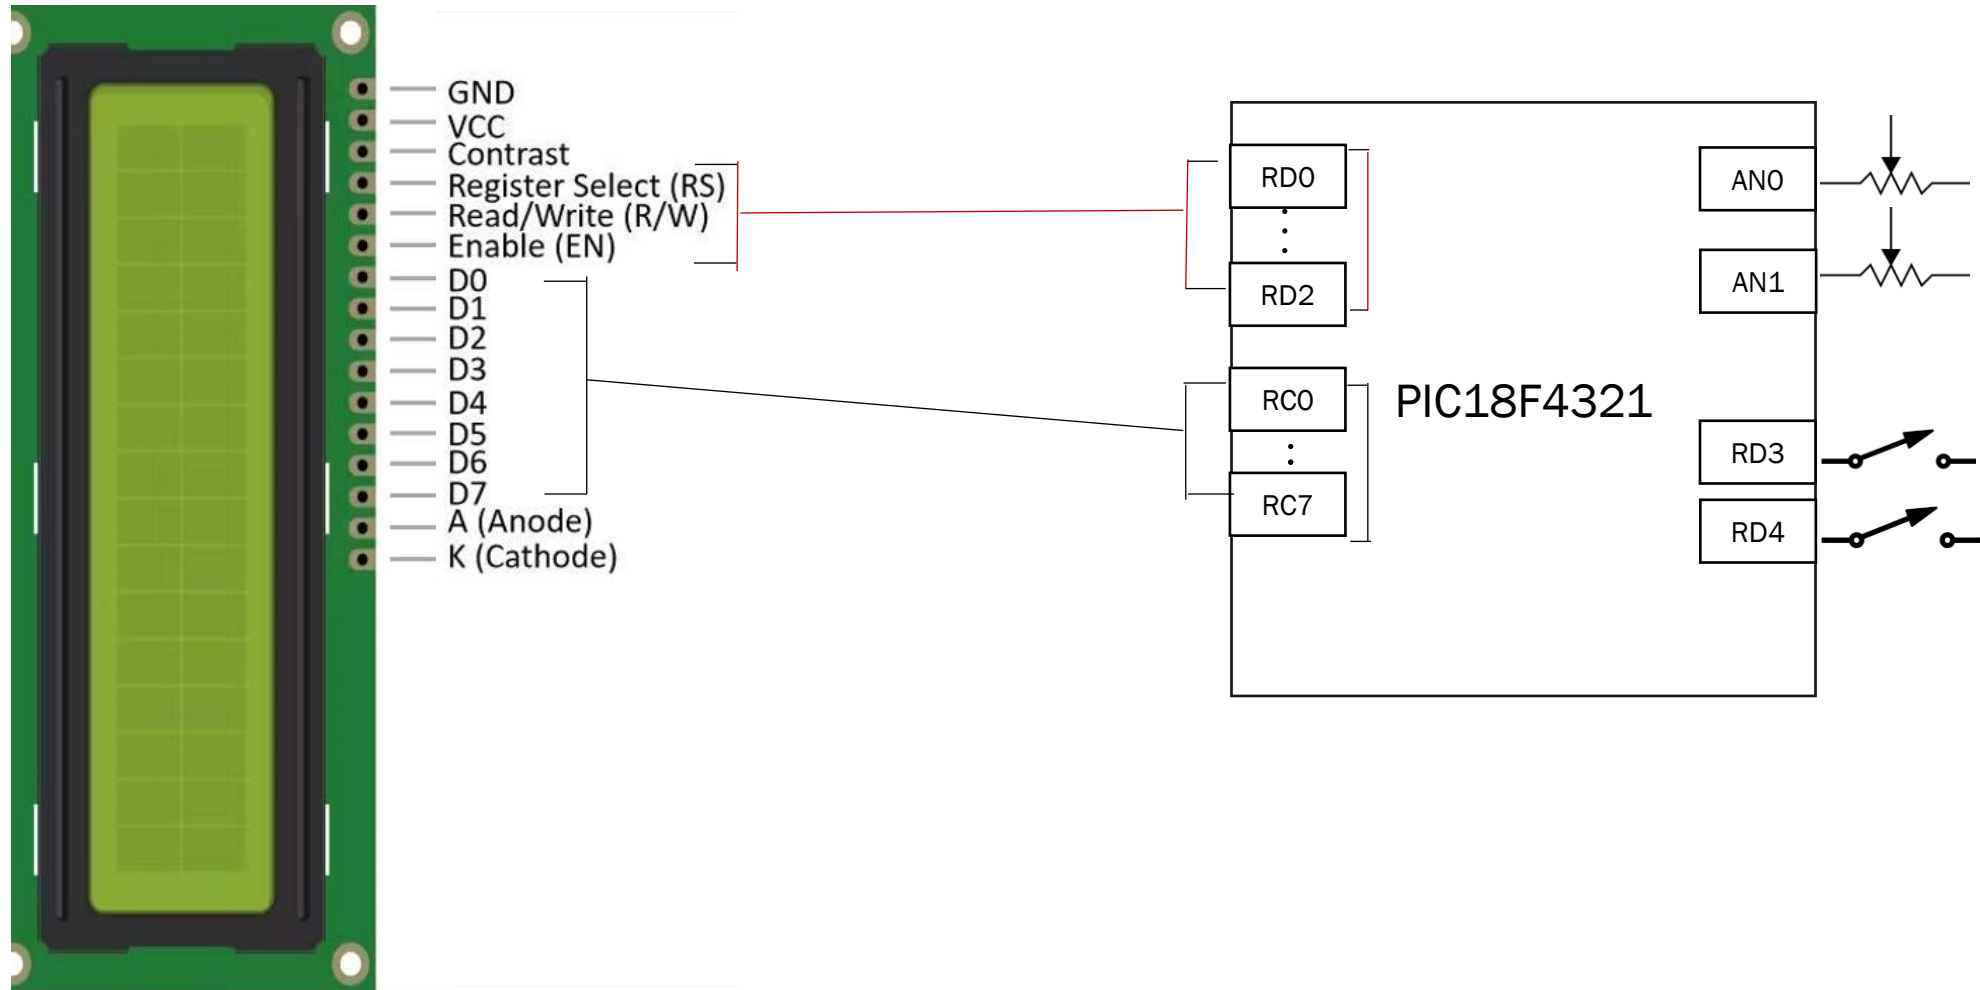 GND
VCC
Contrast
Register Select (RS)
Read/Write (R/W)
Enable (EN)
D0
D1
D2
D3
D4
D5
D6
D7
A (Anode)
K (Cathode)
RD0
RD2
RC0
RC7
PIC18F4321
AN0
AN1
RD3
RD4